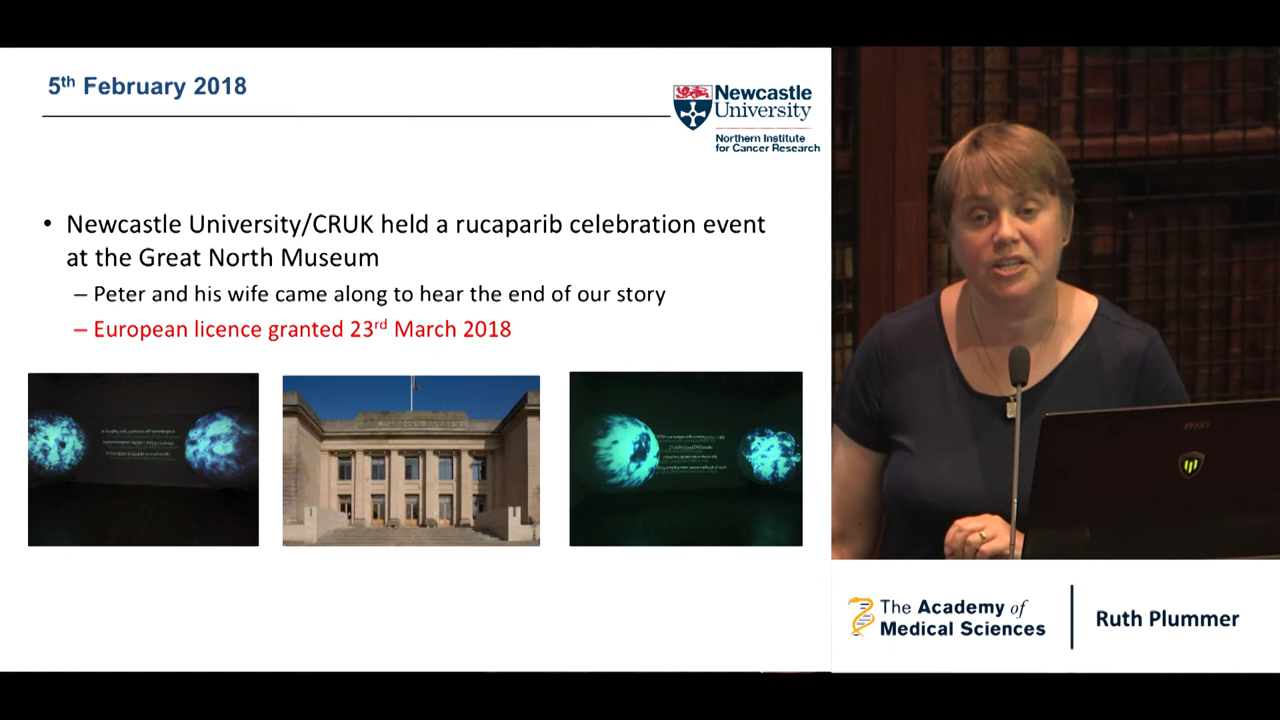 5th February 2018
Newcastle
University
Northern Institute
for Cancer Research
• Newcastle University/CRUK held a rucaparib celebration event
at the Great North Museum
– Peter and his wife came along to hear the end of our story
– European licence granted 23rd March 2018
msi
The Academy of
Medical Sciences
Ruth Plummer